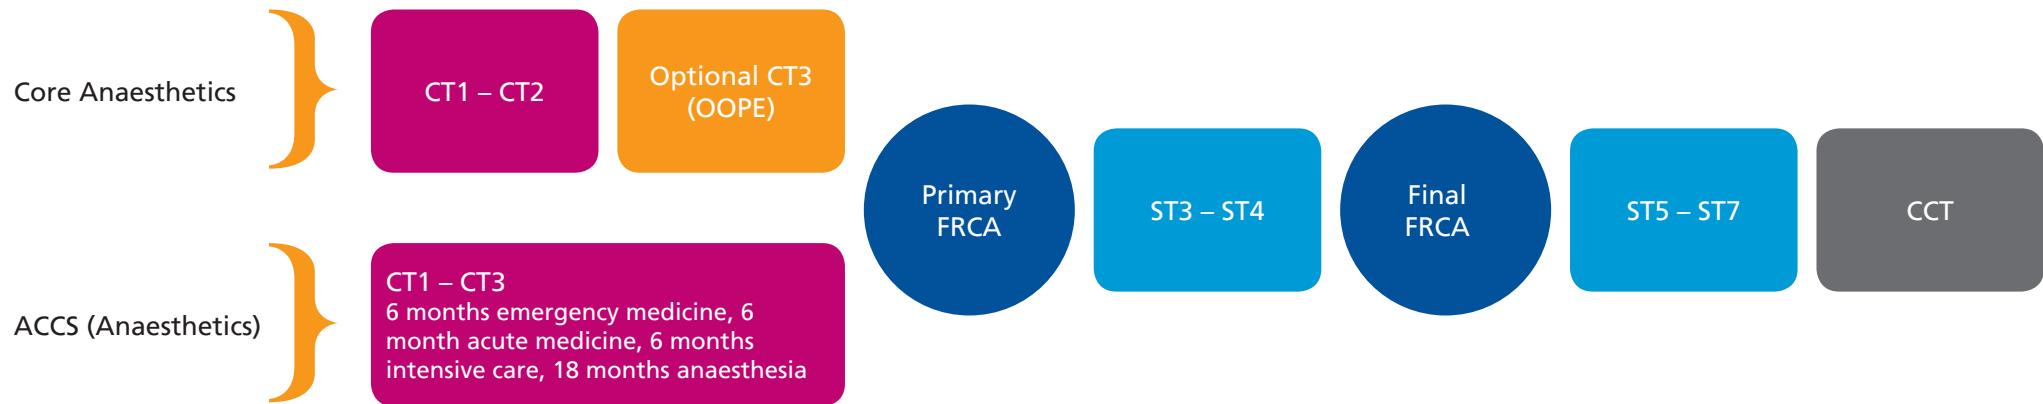 Core Anaesthetics
CT1 – CT2
Optional CT3
(OOPE)
ACCS (Anaesthetics)
CT1 – CT3
6 months emergency medicine, 6
month acute medicine, 6 months
intensive care, 18 months anaesthesia
Primary
FRCA
ST3 – ST4
Final
FRCA
ST5 – ST7
CCT